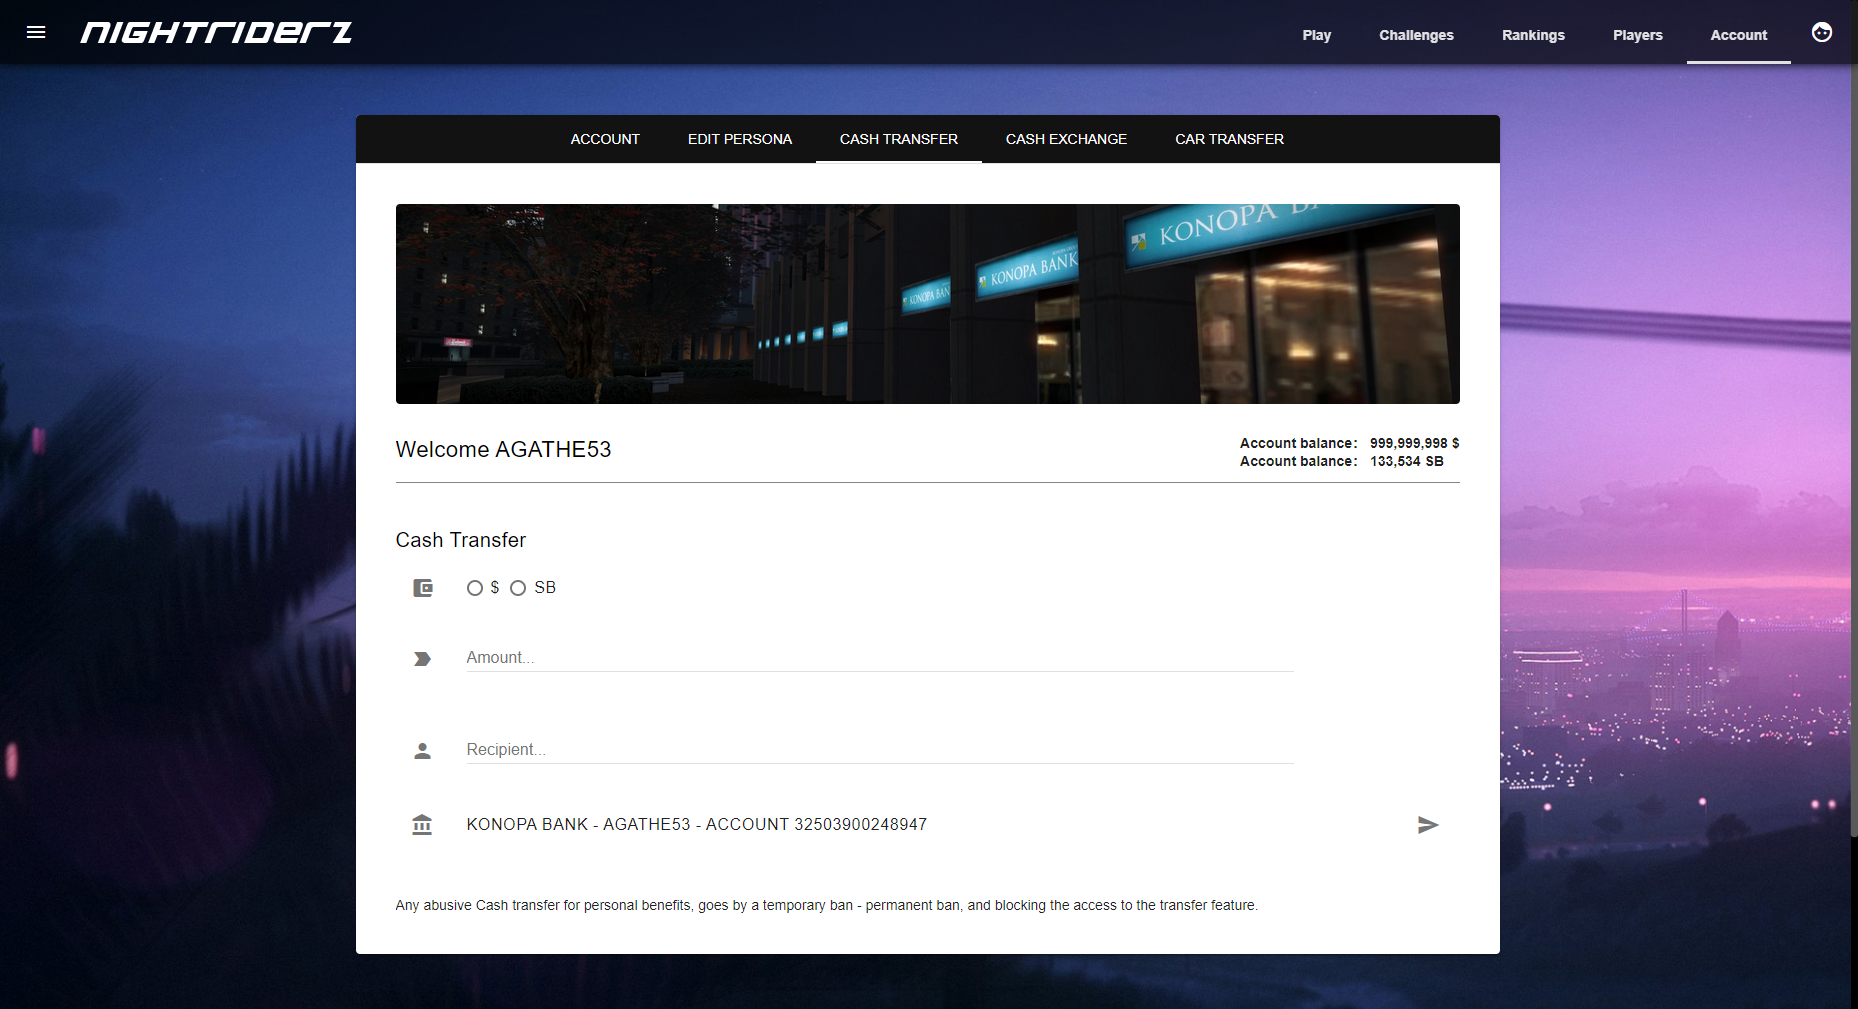 NIGHTRIDERZ
Play Challenges Rankings Players Account
ACCOUNT EDIT PERSONA CASH TRANSFER CASH EXCHANGE CAR TRANSFER
KONOPA
KONOPA BANK
KONOPA BAN
Welcome AGATHE53
Account balance: 999,999,998 $
Account balance: 133,534 SB
Cash Transfer
$ SB
Amount...
Recipient...
KONOPA BANK - AGATHE53 - ACCOUNT 32503900248947
Any abusive Cash transfer for personal benefits, goes by a temporary ban - permanent ban, and blocking the access to the transfer feature.